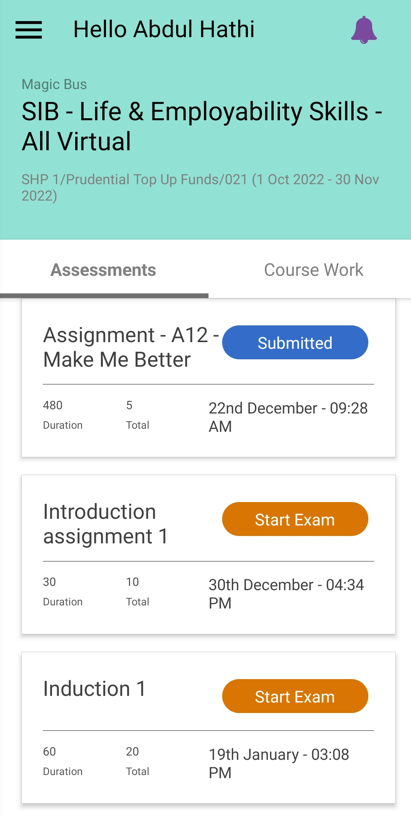 Hello Abdul Hathi
Magic Bus
SIB - Life & Employability Skills -
All Virtual
SHP 1/Prudential Top Up Funds/021 (1 Oct 2022 - 30 Nov
2022)
Assessments
Course Work
Assignment - A12 -
Make Me Better
Submitted
480
Duration
5
Total
22nd December - 09:28
AM
Introduction
assignment 1
Start Exam
30
Duration
10
Total
30th December - 04:34
PM
Induction 1
Start Exam
60
Duration
20
Total
19th January - 03:08
PM